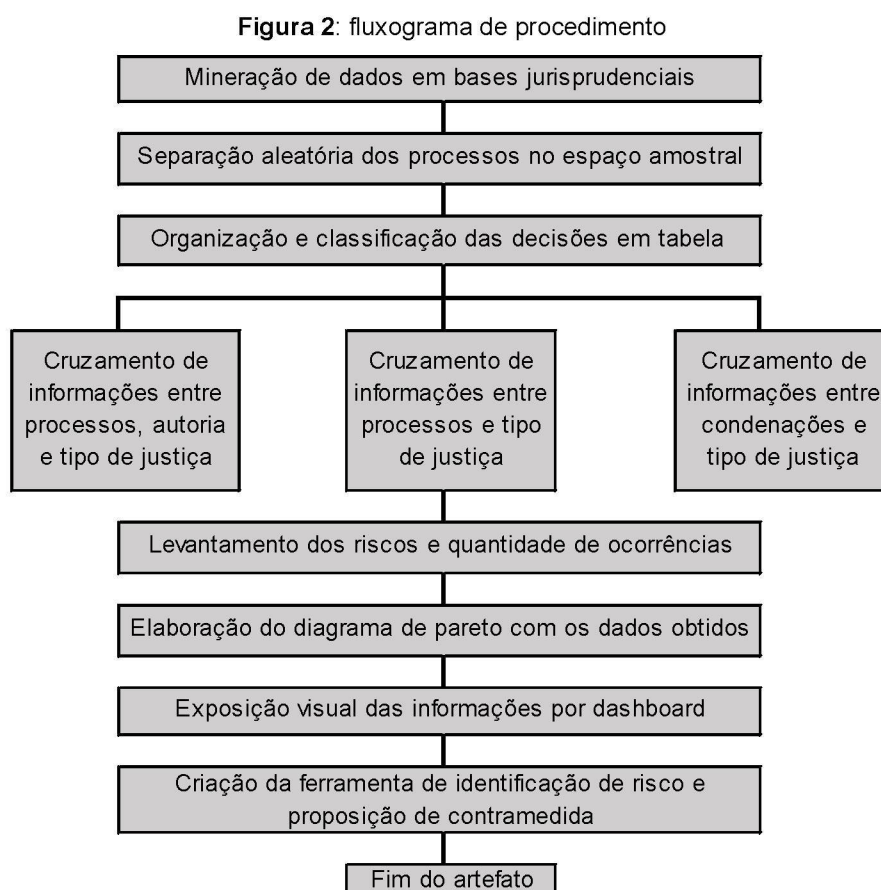 Figura 2: fluxograma de procedimento
Mineração de dados em bases jurisprudenciais
Separação aleatória dos processos no espaço amostral
Organização e classificação das decisões em tabela
Cruzamento de
informações entre
processos, autoria
e tipo de justiça
Cruzamento de
informações entre
processos e tipo
de justiça
Cruzamento de
informações entre
condenações e
tipo de justiça
Levantamento dos riscos e quantidade de ocorrências
Elaboração do diagrama de pareto com os dados obtidos
Exposição visual das informações por dashboard
Criação da ferramenta de identificação de risco e
proposição de contramedida
Fim do artefato